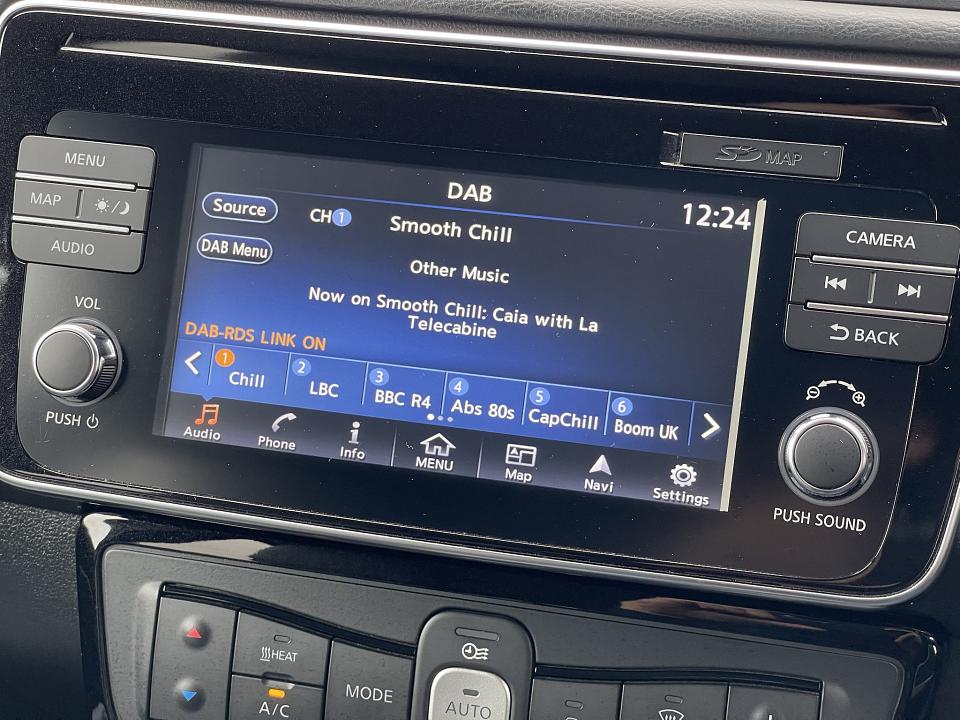 SD MAP
MENU
MAP
AUDIO
VOL
PUSH
DAB
12:24
Source
CH 1
Smooth Chill
DAB Menu
Other Music
Now on Smooth Chill: Caia with La
Telecabine
DAB-RDS LINK ON
1 Chill
2 LBC
3 BBC R4
4 Abs 80s
5 CapChill
6 Boom UK
Audio
Phone
Info
MENU
Map
Navi
Settings
CAMERA
BACK
PUSH SOUND
HEAT
A/C
MODE
AUTO